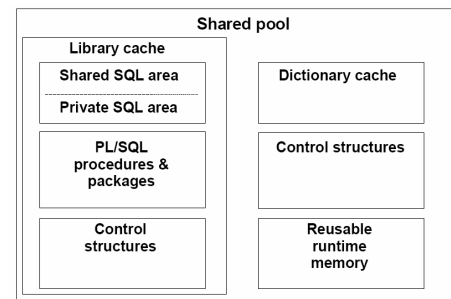 Shared pool
Library cache
Shared SQL area
Private SQL area
PL/SQL
procedures &
packages
Control
structures
Dictionary cache
Control structures
Reusable
runtime
memory